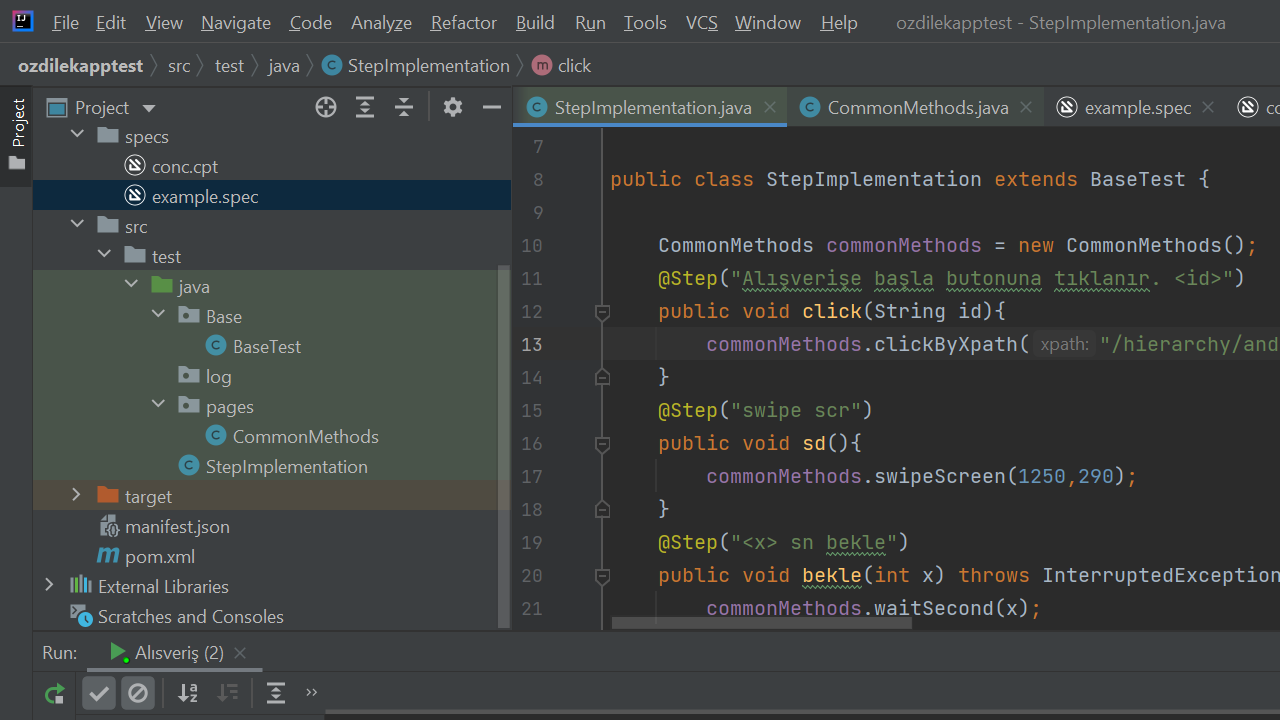 File Edit View Navigate Code Analyze Refactor Build Run Tools VCS Window Help ozdilekapptest - StepImplementation.java
ozdilekapptest src test java StepImplementation click
Project
Project
specs
conc.cpt
example.spec
src
test
java
Base
BaseTest
log
pages
CommonMethods
StepImplementation
target
manifest.json
pom.xml
External Libraries
Scratches and Consoles
StepImplementation.java CommonMethods.java example.spec co
7
8 public class StepImplementation extends BaseTest {
9
10 CommonMethods commonMethods = new CommonMethods();
11 @Step("Alışverişe başla butonuna tıklanır. <id>")
12 public void click(String id){
13 commonMethods.clickByXpath( xpath: "/hierarchy/and
14 }
15 @Step("swipe scr")
16 public void sd(){
17 commonMethods.swipeScreen(1250,290);
18 }
19 @Step("<x> sn bekle")
20 public void bekle(int x) throws InterruptedException
21 commonMethods.waitSecond(x);
Run: Alısveriş (2)